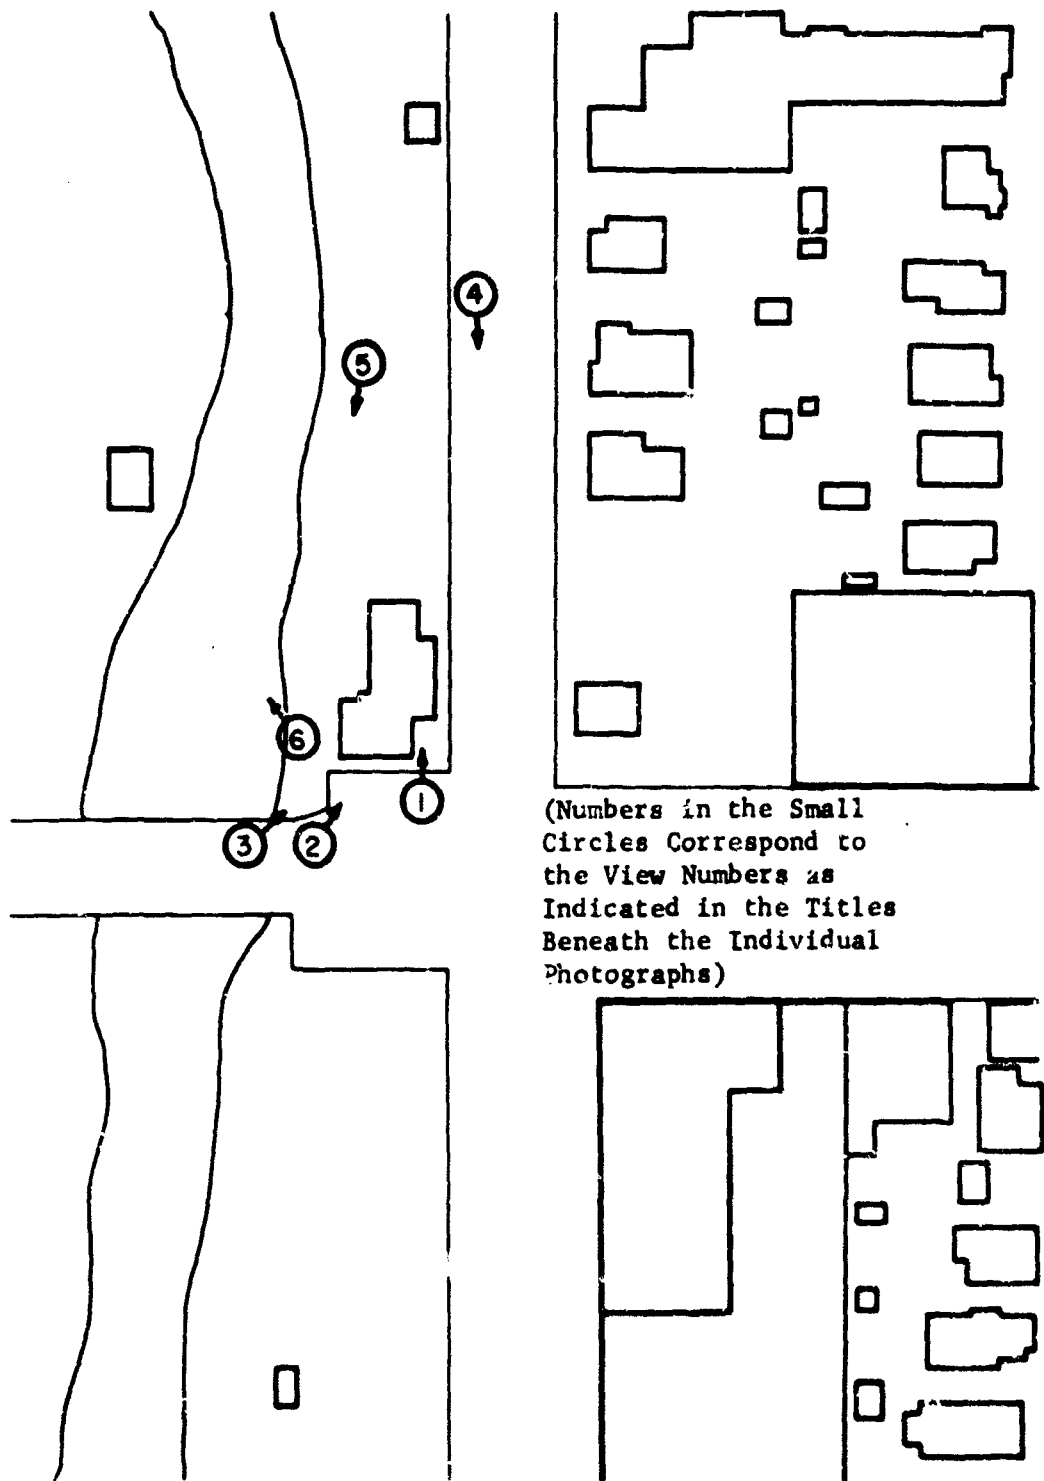 4
5
6
1
3
2
(Numbers in the Small
Circles Correspond to
the View Numbers as
Indicated in the Titles
Beneath the Individual
Photographs)